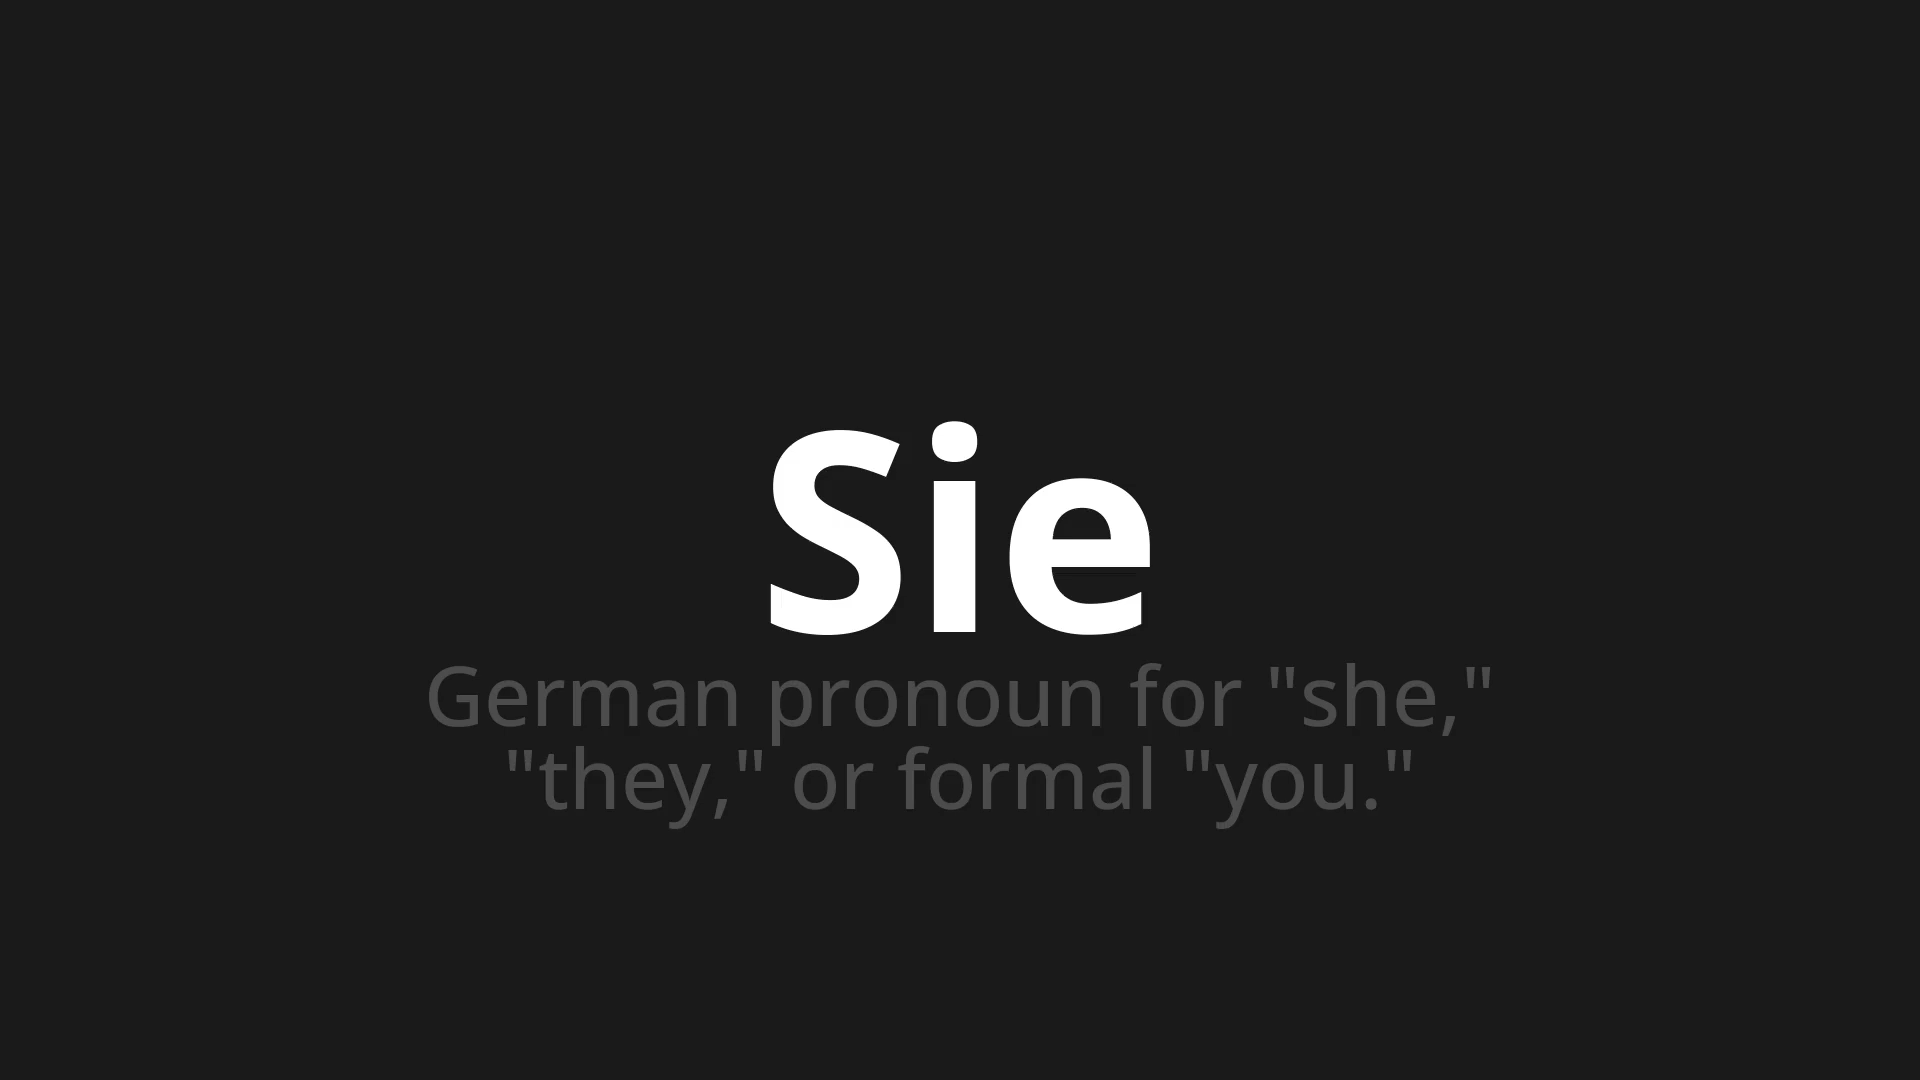 Sie
German pronoun for "she,"
"they," or formal "you."